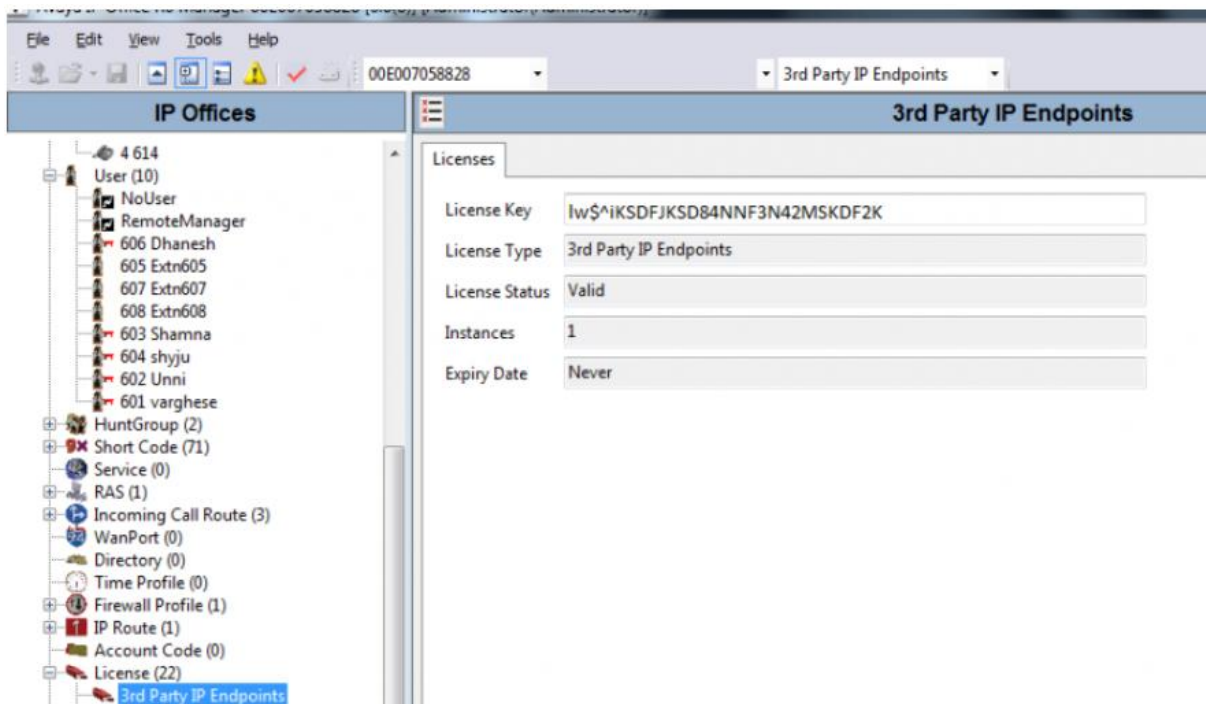 File Edit View Tools Help
00E007058828 3rd Party IP Endpoints
IP Offices
4 614
User (10)
NoUser
RemoteManager
606 Dhanesh
605 Extn605
607 Extn607
608 Extn608
603 Shamna
604 shyju
602 Unni
601 varghese
HuntGroup (2)
Short Code (71)
Service (0)
RAS (1)
Incoming Call Route (3)
WanPort (0)
Directory (0)
Time Profile (0)
Firewall Profile (1)
IP Route (1)
Account Code (0)
License (22)
3rd Party IP Endpoints
3rd Party IP Endpoints
Licenses
License Key lw$^iKSDFJKSD84NNF3N42MSKDF2K
License Type 3rd Party IP Endpoints
License Status Valid
Instances 1
Expiry Date Never